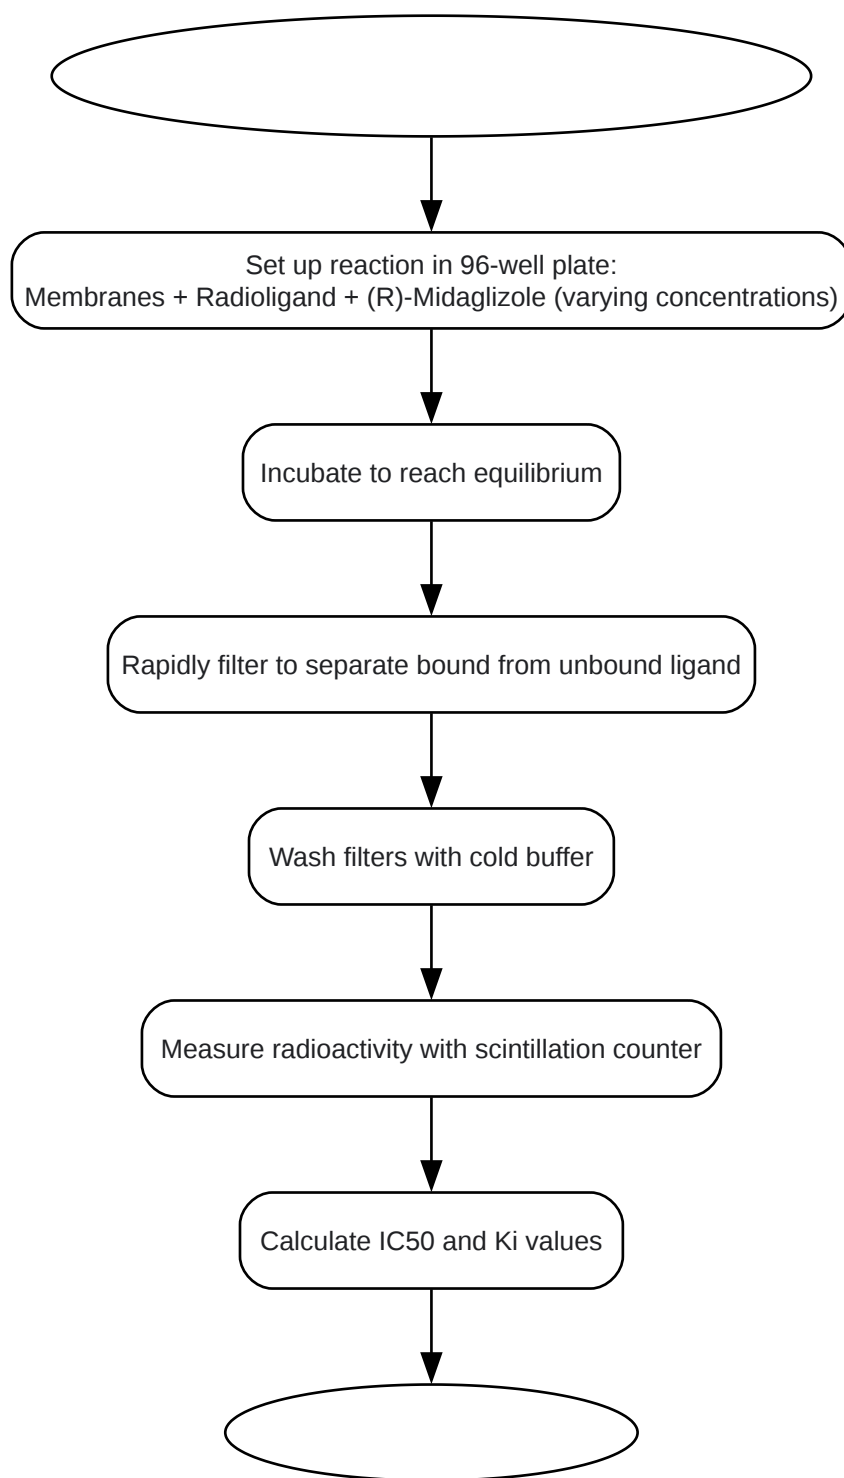 Set up reaction in 96-well plate:
Membranes + Radioligand + (R)-Midaglizole (varying concentrations)
Incubate to reach equilibrium
Rapidly filter to separate bound from unbound ligand
Wash filters with cold buffer
Measure radioactivity with scintillation counter
Calculate IC50 and Ki values